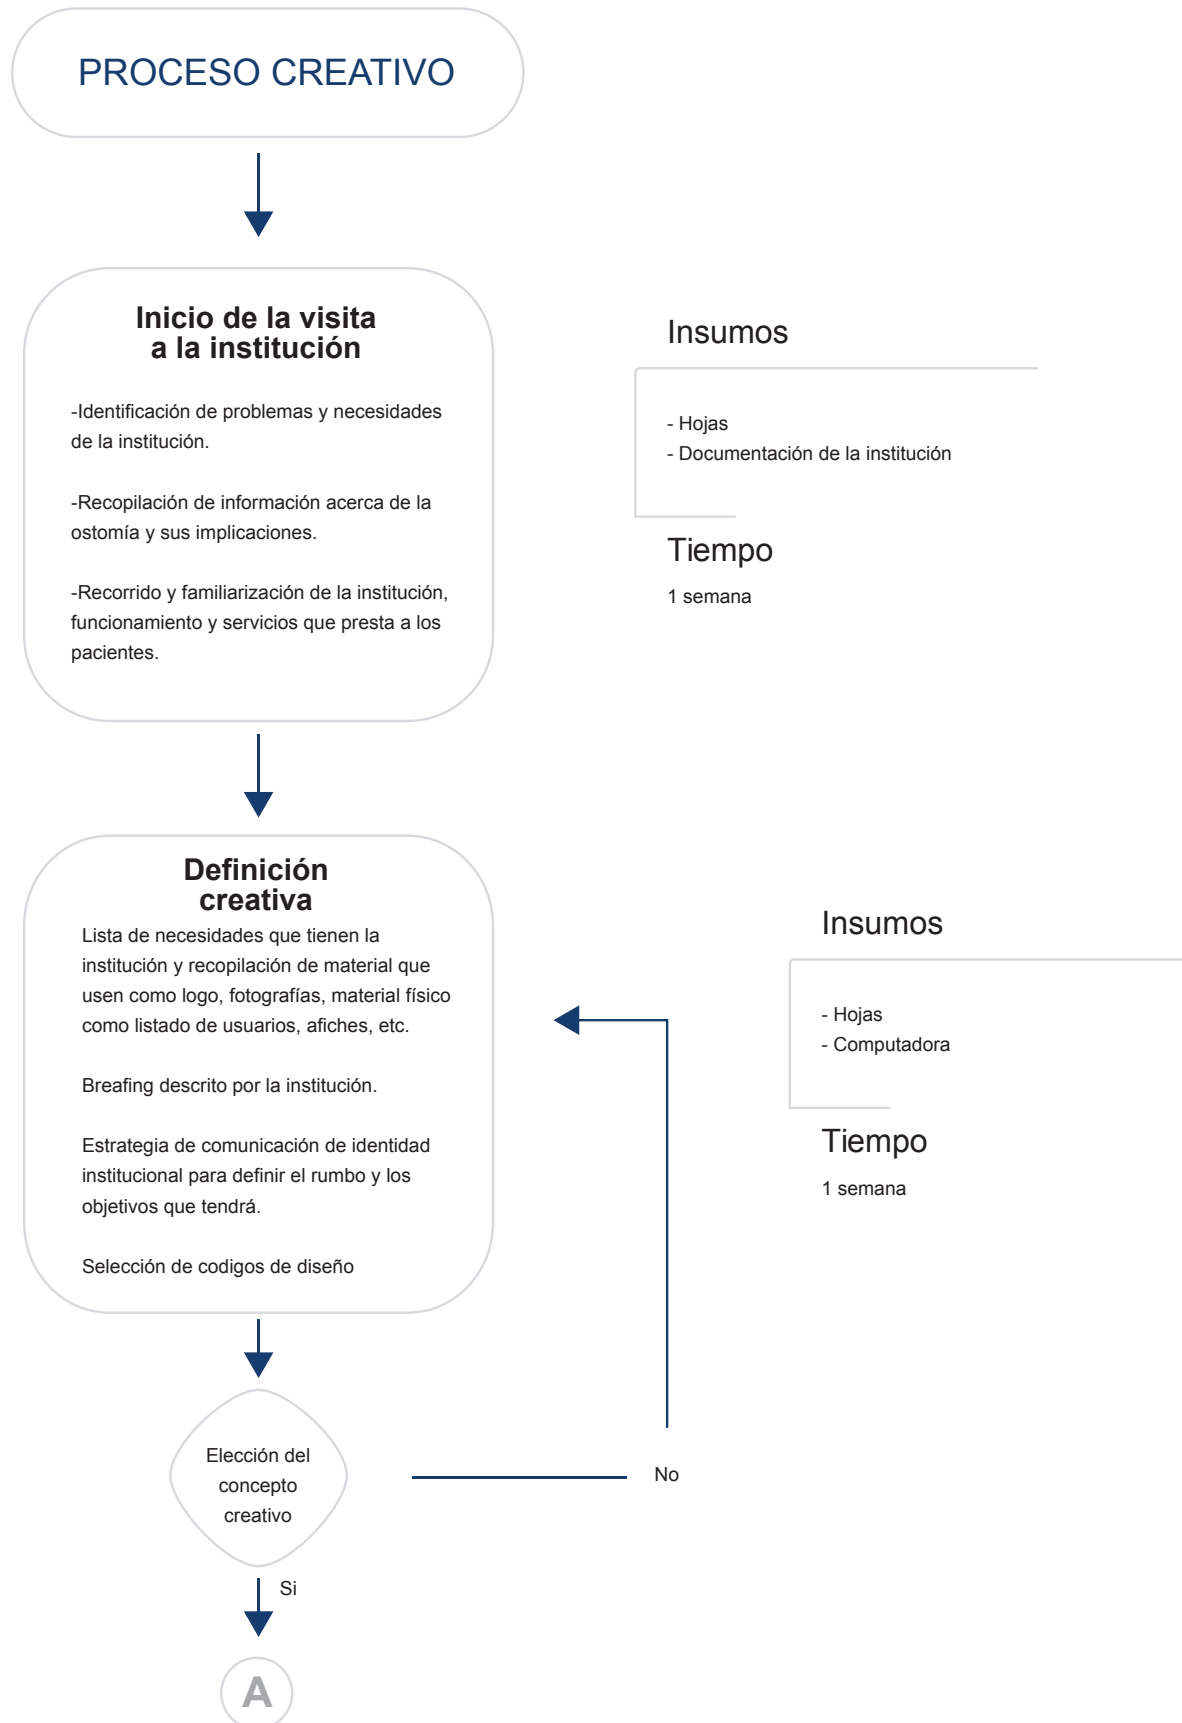 PROCESO CREATIVO
Inicio de la visita
a la institución
-Identificación de problemas y necesidades
de la institución.
-Recopilación de información acerca de la
ostomía y sus implicaciones.
-Recorrido y familiarización de la institución,
funcionamiento y servicios que presta a los
pacientes.
Insumos
- Hojas
- Documentación de la institución
Tiempo
1 semana
Definición
creativa
Lista de necesidades que tienen la
institución y recopilación de material que
usen como logo, fotografías, material físico
como listado de usuarios, afiches, etc.
Breafing descrito por la institución.
Estrategia de comunicación de identidad
institucional para definir el rumbo y los
objetivos que tendrá.
Selección de codigos de diseño
Insumos
- Hojas
- Computadora
Tiempo
1 semana
Elección del
concepto
creativo
No
Si
A